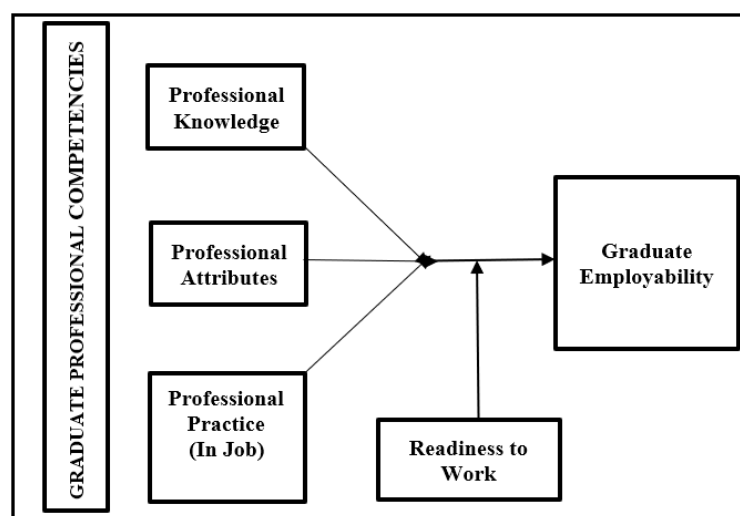 GRADUATE PROFESSIONAL COMPETENCIES
Professional
Knowledge
Professional
Attributes
Professional
Practice
(In Job)
Readiness to
Work
Graduate
Employability